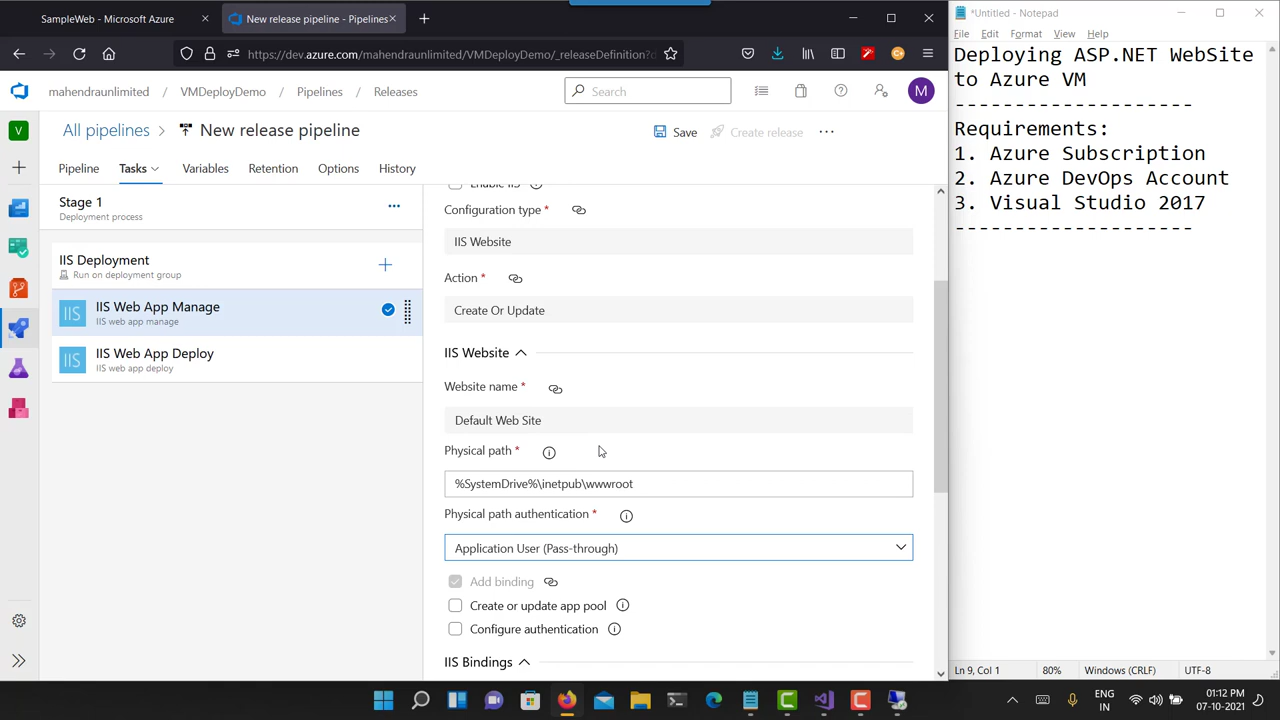 SampleWeb - Microsoft Azure
New release pipeline - Pipelines
https://dev.azure.com/mahendraunlimited/VMDeployDemo/_releaseDefinition?d
mahendraunlimited / VMDeployDemo / Pipelines / Releases
Search
M
V
All pipelines > New release pipeline
Save
Create release
Pipeline
Tasks
Variables
Retention
Options
History
Stage 1
Deployment process
IIS Deployment
Run on deployment group
IIS
IIS Web App Manage
IIS web app manage
IIS
IIS Web App Deploy
IIS web app deploy
Enable IIS
Configuration type *
IIS Website
Action *
Create Or Update
IIS Website
Website name *
Default Web Site
Physical path *
%SystemDrive%\inetpub\wwwroot
Physical path authentication *
Application User (Pass-through)
Add binding
Create or update app pool
Configure authentication
IIS Bindings
*Untitled - Notepad
File Edit Format View Help
Deploying ASP.NET WebSite
to Azure VM
--------------------
Requirements:
1. Azure Subscription
2. Azure DevOps Account
3. Visual Studio 2017
--------------------
Ln 9, Col 1
80%
Windows (CRLF)
UTF-8
ENG
IN
01:12 PM
07-10-2021